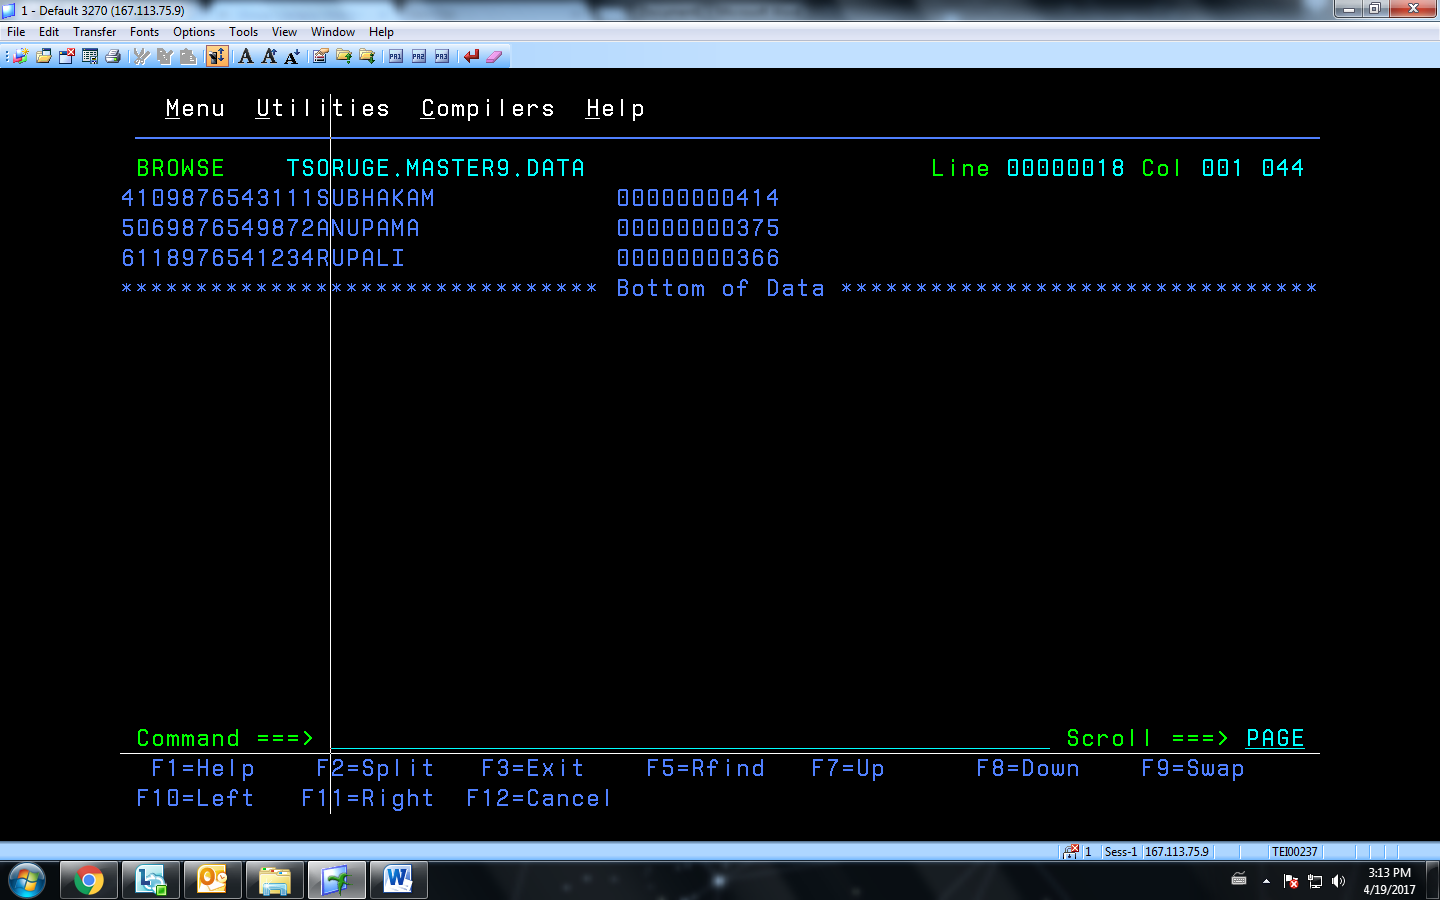 1 - Default 3270 (167.113.75.9)
File Edit Transfer Fonts Options Tools View Window Help
PA1 PA2 PA3
Menu Utilities Compilers Help
BROWSE TSORUGE.MASTER9.DATA Line 00000018 Col 001 044
4109876543111SUBHAKAM 00000000414
5069876549872ANUPAMA 00000000375
6118976541234RUPALI 00000000366
******************************** Bottom of Data ********************************
Command ===> Scroll ===> PAGE
F1=Help F2=Split F3=Exit F5=Rfind F7=Up F8=Down F9=Swap
F10=Left F11=Right F12=Cancel
1 Sess-1 167.113.75.9 TEI00237
3:13 PM
4/19/2017